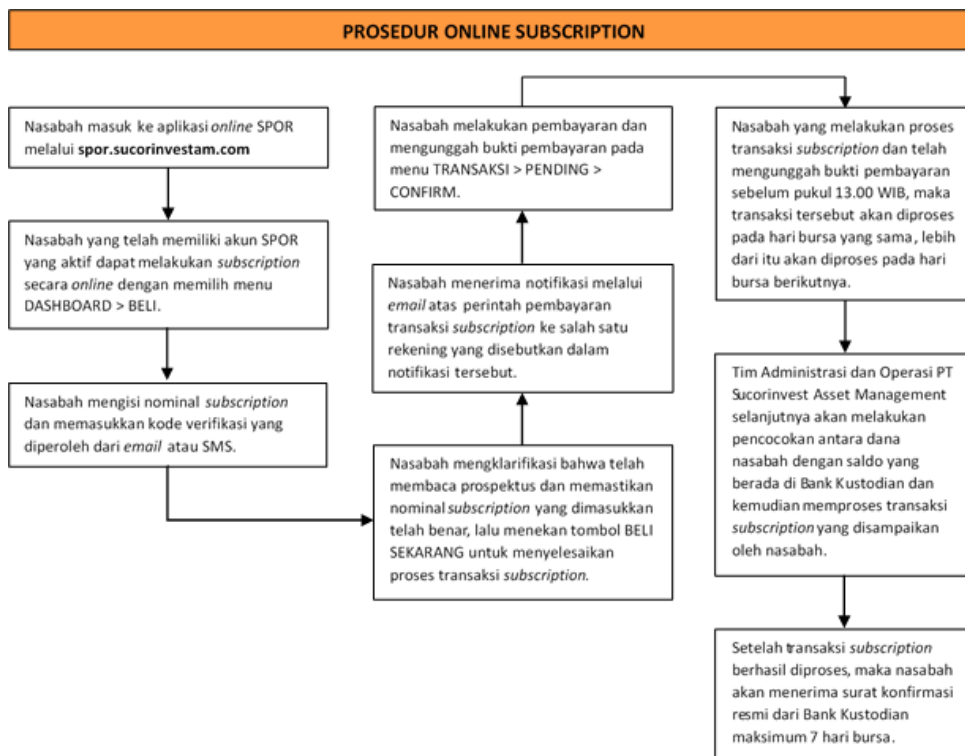 PROSEDUR ONLINE SUBSCRIPTION
Nasabah masuk ke aplikasi online SPOR
melalui spor.sucorinvestam.com
Nasabah yang telah memiliki akun SPOR
yang aktif dapat melakukan subscription
secara online dengan memilih menu
DASHBOARD > BELI.
Nasabah mengisi nominal subscription
dan memasukkan kode verifikasi yang
diperoleh dari email atau SMS.
Nasabah mengklarifikasi bahwa telah
membaca prospektus dan memastikan
nominal subscription yang dimasukkan
telah benar, lalu menekan tombol BELI
SEKARANG untuk menyelesaikan
proses transaksi subscription.
Nasabah menerima notifikasi melalui
email atas perintah pembayaran
transaksi subscription ke salah satu
rekening yang disebutkan dalam
notifikasi tersebut.
Nasabah melakukan pembayaran dan
mengunggah bukti pembayaran pada
menu TRANSAKSI > PENDING >
CONFIRM.
Nasabah yang melakukan proses
transaksi subscription dan telah
mengunggah bukti pembayaran
sebelum pukul 13.00 WIB, maka
transaksi tersebut akan diproses
pada hari bursa yang sama, lebih
dari itu akan diproses pada hari
bursa berikutnya.
Tim Administrasi dan Operasi PT
Sucorinvest Asset Management
selanjutnya akan melakukan
pencocokan antara dana
nasabah dengan saldo yang
berada di Bank Kustodian dan
kemudian memproses transaksi
subscription yang disampaikan
oleh nasabah.
Setelah transaksi subscription
berhasil diproses, maka nasabah
akan menerima surat konfirmasi
resmi dari Bank Kustodian
maksimum 7 hari bursa.